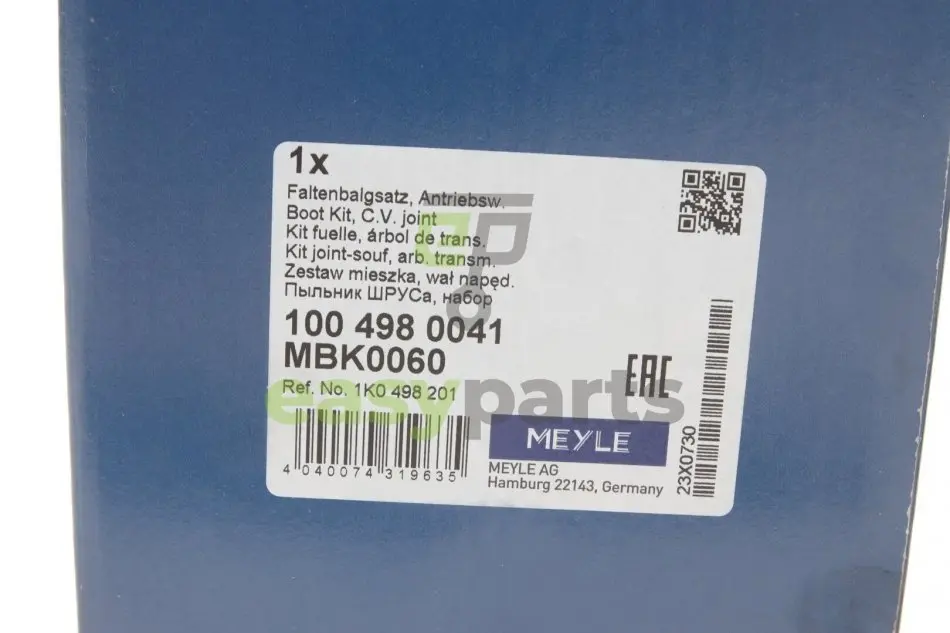 1x
Faltenbalgsatz, Antriebsw.
Boot Kit, C.V. joint
Kit fuelle, árbol de trans.
Kit joint-souf, arb. transm.
Zestaw mieszka, wał napęd.
Пыльник ШРУСа, набор
100 498 0041
MBK0060
EAC
Ref. No. 1K0 498 201
easyparts
MEYLE
4 040074 319635
MEYLE AG
Hamburg 22143, Germany
23X0730